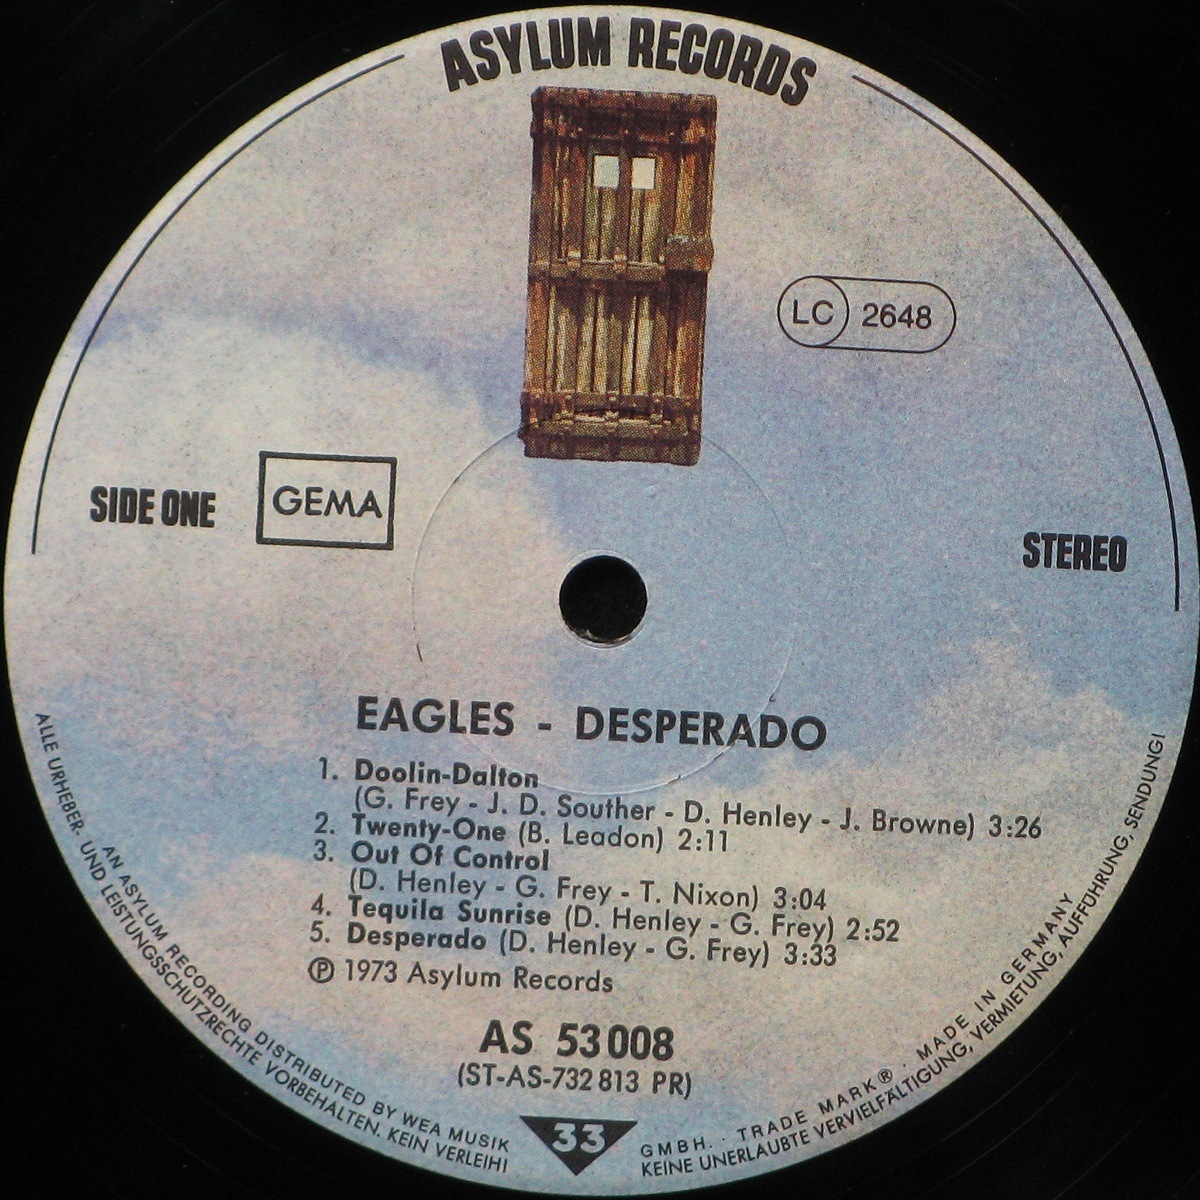 ASYLUM RECORDS
LC 2648
SIDE ONE
GEMA
STEREO
EAGLES - DESPERADO
1. Doolin-Dalton
(G. Frey - J. D. Souther - D. Henley - J. Browne) 3:26
2. Twenty-One (B. Leadon) 2:11
3. Out Of Control
(D. Henley - G. Frey - T. Nixon) 3:04
4. Tequila Sunrise (D. Henley - G. Frey) 2:52
5. Desperado (D. Henley - G. Frey) 3:33
℗ 1973 Asylum Records
AS 53 008
(ST-AS-732 813 PR)
33
AN ASYLUM RECORDING DISTRIBUTED BY WEA MUSIK GMBH. · TRADE MARK® · MADE IN GERMANY
ALLE URHEBER- UND LEISTUNGSSCHUTZRECHTE VORBEHALTEN. KEIN VERLEIH! KEINE UNERLAUBTE VERVIELFÄLTIGUNG, VERMIETUNG, AUFFÜHRUNG, SENDUNG!